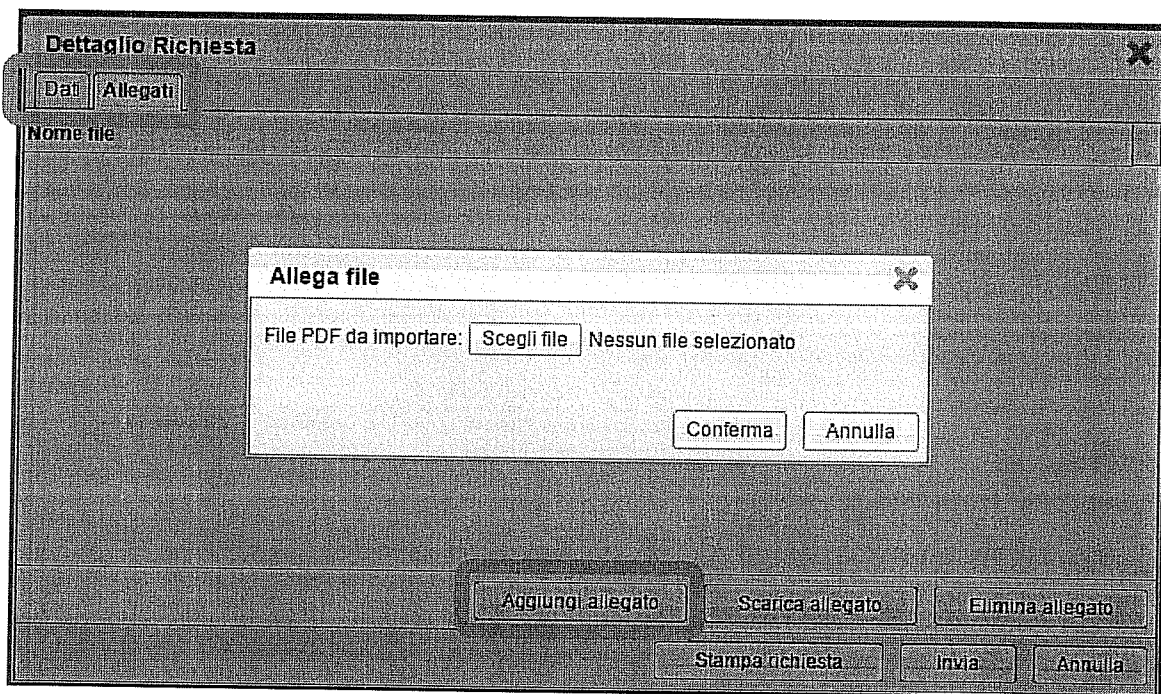 Dettaglio Richiesta
Dati Allegati
Nome file
Allega file
File PDF da importare: Scegli file Nessun file selezionato
Conferma Annulla
Aggiungi allegato Scarica allegato Elimina allegato
Stampa richiesta Invia Annulla